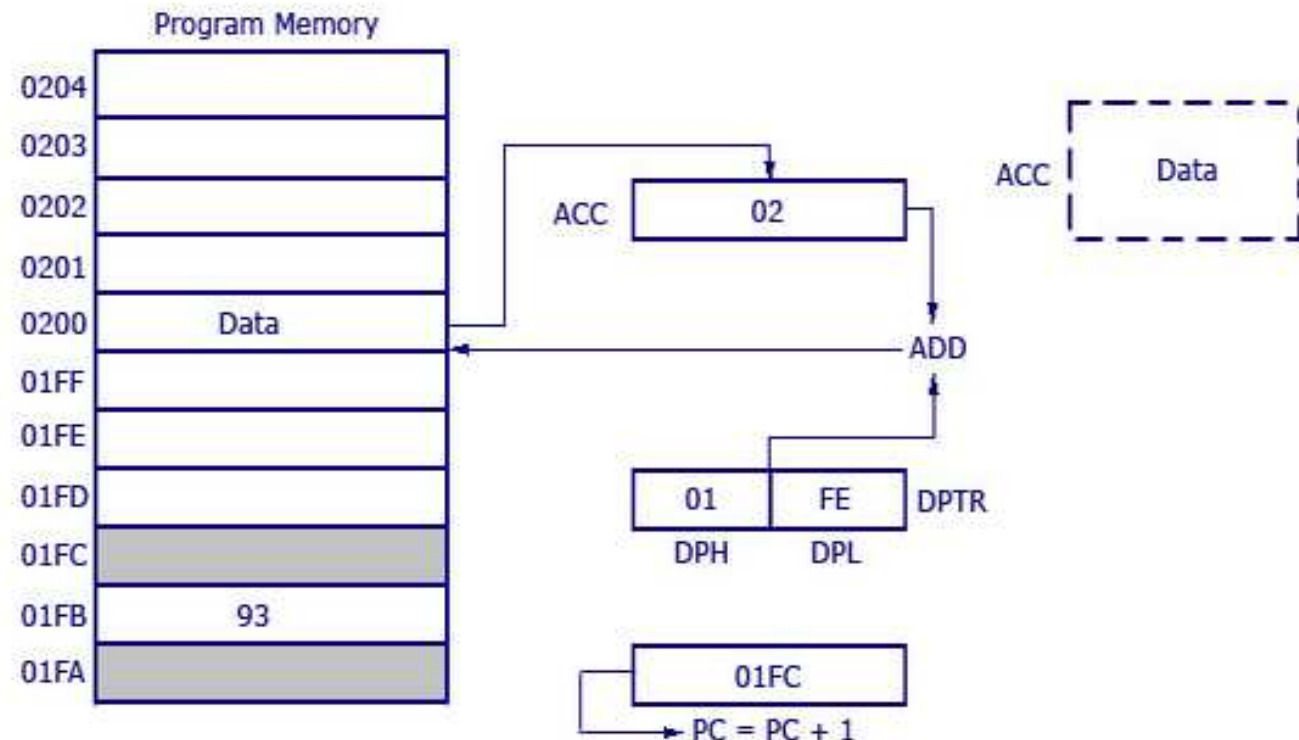 Program Memory
0204
0203
0202
0201
0200 Data
01FF
01FE
01FD
01FC
01FB 93
01FA
ACC 02
ACC Data
ADD
01 FE DPTR
DPH DPL
01FC
PC = PC + 1